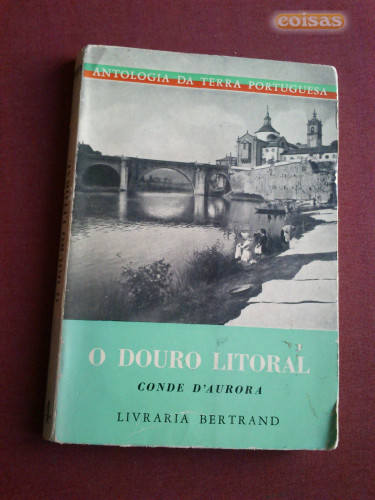 coisas
ANTOLOGIA DA TERRA PORTUGUESA
O DOURO LITORAL
CONDE D'AURORA
LIVRARIA BERTRAND